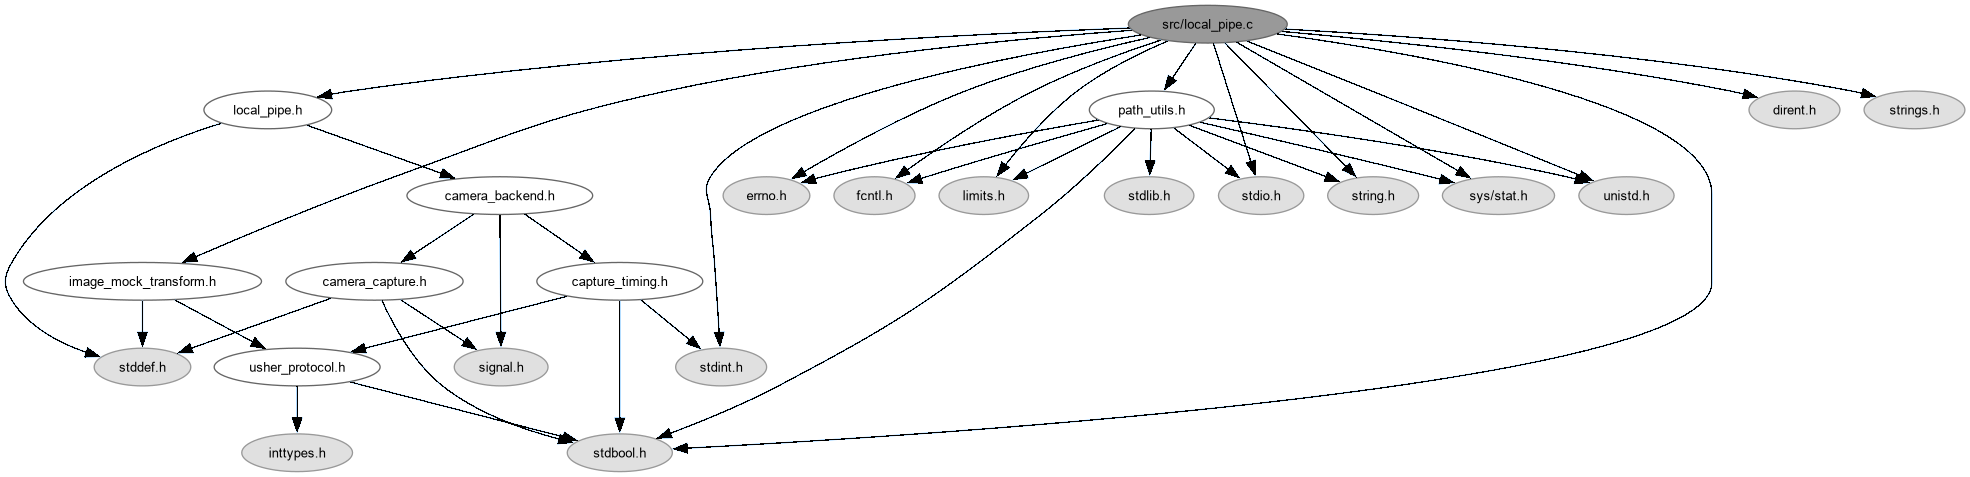 src/local_pipe.c
local_pipe.h
path_utils.h
dirent.h
strings.h
camera_backend.h
errno.h
fcntl.h
limits.h
stdlib.h
stdio.h
string.h
sys/stat.h
unistd.h
image_mock_transform.h
camera_capture.h
capture_timing.h
stddef.h
usher_protocol.h
signal.h
stdint.h
inttypes.h
stdbool.h